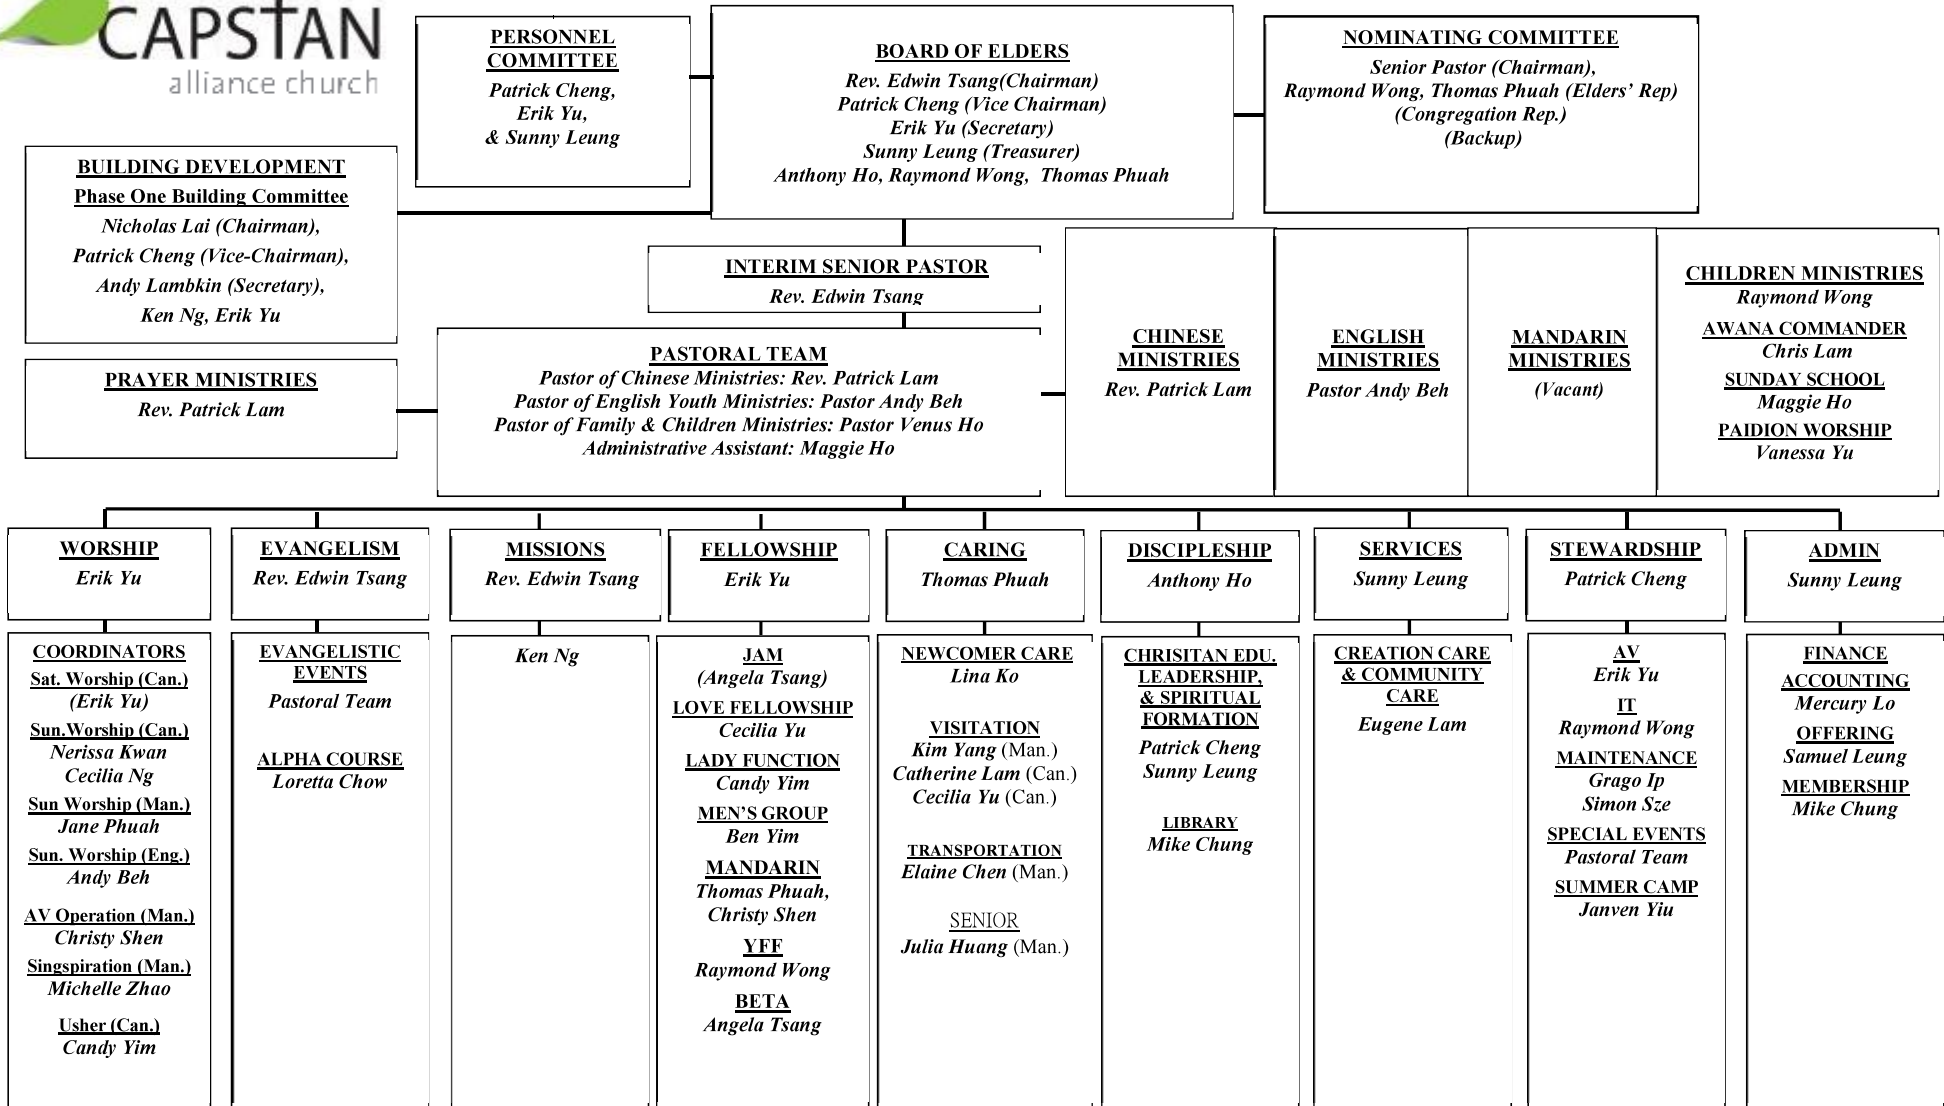 CAPSTAN
alliance church
PERSONNEL
COMMITTEE
Patrick Cheng,
Erik Yu,
& Sunny Leung
BOARD OF ELDERS
Rev. Edwin Tsang(Chairman)
Patrick Cheng (Vice Chairman)
Erik Yu (Secretary)
Sunny Leung (Treasurer)
Anthony Ho, Raymond Wong, Thomas Phuah
NOMINATING COMMITTEE
Senior Pastor (Chairman),
Raymond Wong, Thomas Phuah (Elders’ Rep)
(Congregation Rep.)
(Backup)
BUILDING DEVELOPMENT
Phase One Building Committee
Nicholas Lai (Chairman),
Patrick Cheng (Vice-Chairman),
Andy Lambkin (Secretary),
Ken Ng, Erik Yu
INTERIM SENIOR PASTOR
Rev. Edwin Tsang
PRAYER MINISTRIES
Rev. Patrick Lam
PASTORAL TEAM
Pastor of Chinese Ministries: Rev. Patrick Lam
Pastor of English Youth Ministries: Pastor Andy Beh
Pastor of Family & Children Ministries: Pastor Venus Ho
Administrative Assistant: Maggie Ho
CHINESE
MINISTRIES
Rev. Patrick Lam
ENGLISH
MINISTRIES
Pastor Andy Beh
MANDARIN
MINISTRIES
(Vacant)
CHILDREN MINISTRIES
Raymond Wong
AWANA COMMANDER
Chris Lam
SUNDAY SCHOOL
Maggie Ho
PAIDION WORSHIP
Vanessa Yu
WORSHIP
Erik Yu
EVANGELISM
Rev. Edwin Tsang
MISSIONS
Rev. Edwin Tsang
FELLOWSHIP
Erik Yu
CARING
Thomas Phuah
DISCIPLESHIP
Anthony Ho
SERVICES
Sunny Leung
STEWARDSHIP
Patrick Cheng
ADMIN
Sunny Leung
COORDINATORS
Sat. Worship (Can.)
(Erik Yu)
Sun.Worship (Can.)
Nerissa Kwan
Cecilia Ng
Sun Worship (Man.)
Jane Phuah
Sun. Worship (Eng.)
Andy Beh
AV Operation (Man.)
Christy Shen
Singspiration (Man.)
Michelle Zhao
Usher (Can.)
Candy Yim
EVANGELISTIC
EVENTS
Pastoral Team
ALPHA COURSE
Loretta Chow
Ken Ng
JAM
(Angela Tsang)
LOVE FELLOWSHIP
Cecilia Yu
LADY FUNCTION
Candy Yim
MEN’S GROUP
Ben Yim
MANDARIN
Thomas Phuah,
Christy Shen
YFF
Raymond Wong
BETA
Angela Tsang
NEWCOMER CARE
Lina Ko
VISITATION
Kim Yang (Man.)
Catherine Lam (Can.)
Cecilia Yu (Can.)
TRANSPORTATION
Elaine Chen (Man.)
SENIOR
Julia Huang (Man.)
CHRISITAN EDU.
LEADERSHIP,
& SPIRITUAL
FORMATION
Patrick Cheng
Sunny Leung
LIBRARY
Mike Chung
CREATION CARE
& COMMUNITY
CARE
Eugene Lam
AV
Erik Yu
IT
Raymond Wong
MAINTENANCE
Grago Ip
Simon Sze
SPECIAL EVENTS
Pastoral Team
SUMMER CAMP
Janven Yiu
FINANCE
ACCOUNTING
Mercury Lo
OFFERING
Samuel Leung
MEMBERSHIP
Mike Chung